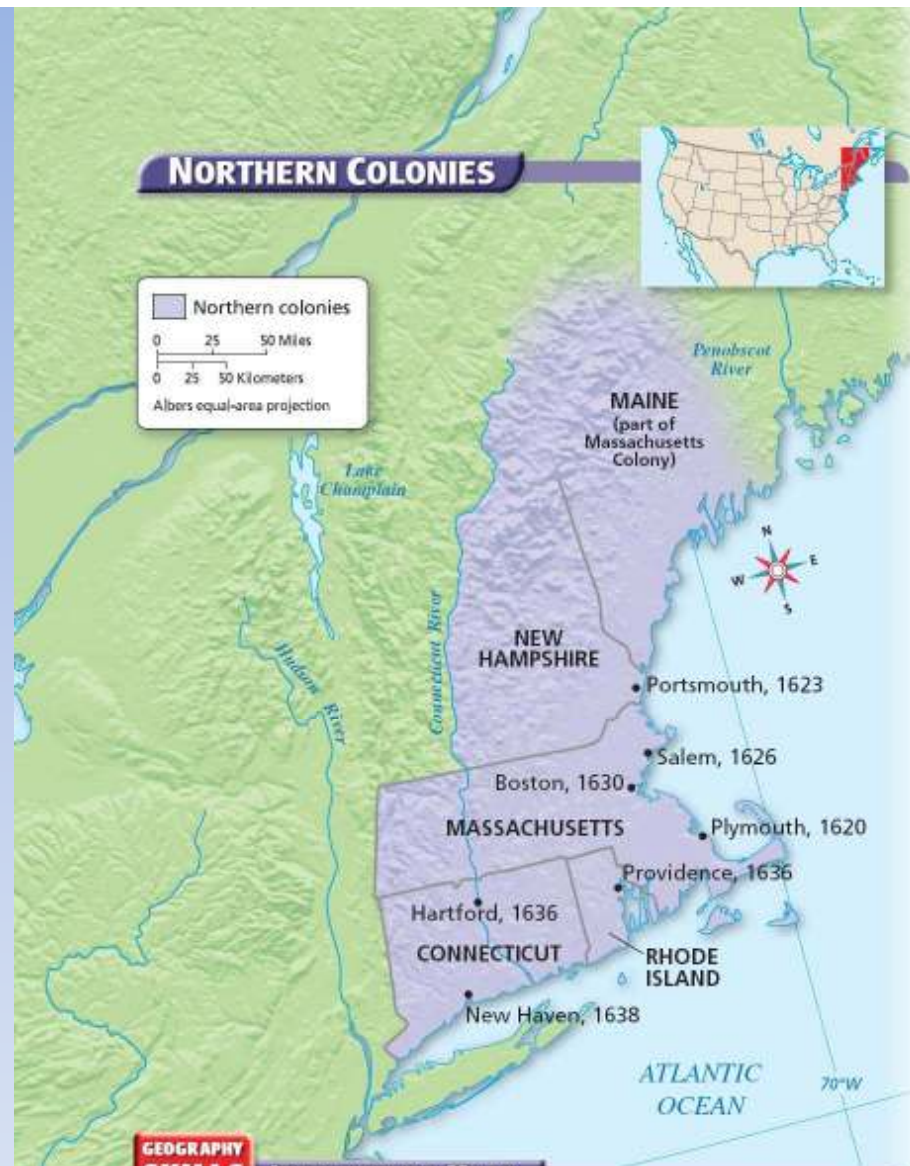 NORTHERN COLONIES
Northern colonies
0 25 50 Miles
0 25 50 Kilometers
Albers equal-area projection
Penobscot
River
MAINE
(part of
Massachusetts
Colony)
Lake
Champlain
N
E
W
S
Connecticut River
Hudson
River
NEW
HAMPSHIRE
Portsmouth, 1623
Salem, 1626
Boston, 1630
MASSACHUSETTS
Plymouth, 1620
Providence, 1636
Hartford, 1636
CONNECTICUT
RHODE
ISLAND
New Haven, 1638
ATLANTIC
OCEAN
70°W
GEOGRAPHY